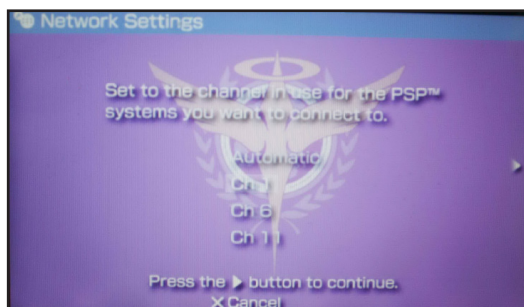 Network Settings
Set to the channel in use for the PSP™
systems you want to connect to.
Automatic
Ch 1
Ch 6
Ch 11
Press the ▶ button to continue.
✕ Cancel